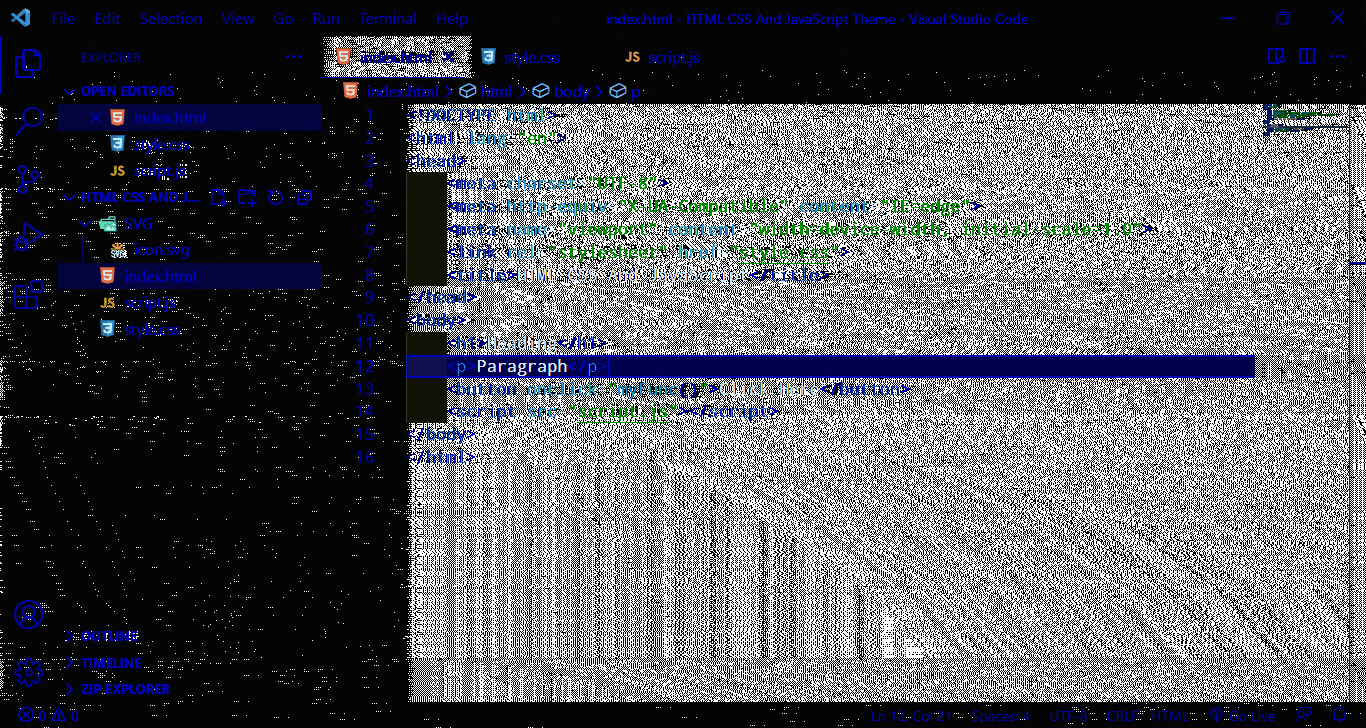 File Edit Selection View Go Run Terminal Help index.html - HTML CSS And JavaScript Theme - Visual Studio Code
EXPLORER
index.html style.css script.js
OPEN EDITORS
index.html html body p
index.html
style.css
script.js
HTML CSS AND J...
SVG
icon.svg
index.html
script.js
style.css
OUTLINE
TIMELINE
ZIP EXPLORER
1 <!DOCTYPE html>
2 <html lang="en">
3 <head>
4 <meta charset="UTF-8">
5 <meta http-equiv="X-UA-Compatible" content="IE=edge">
6 <meta name="viewport" content="width=device-width, initial-scale=1.0">
7 <link rel="stylesheet" href="style.css">
8 <title></title>
9 </head>
10 <body>
11 <h1></h1>
12 <p>Paragraph</p>
13 <button onclick="myFunc()"></button>
14 <script src="script.js"></script>
15 </body>
16 </html>
0 0 Ln 12, Col 21 Spaces: 4 UTF-8 CRLF HTML Go Live